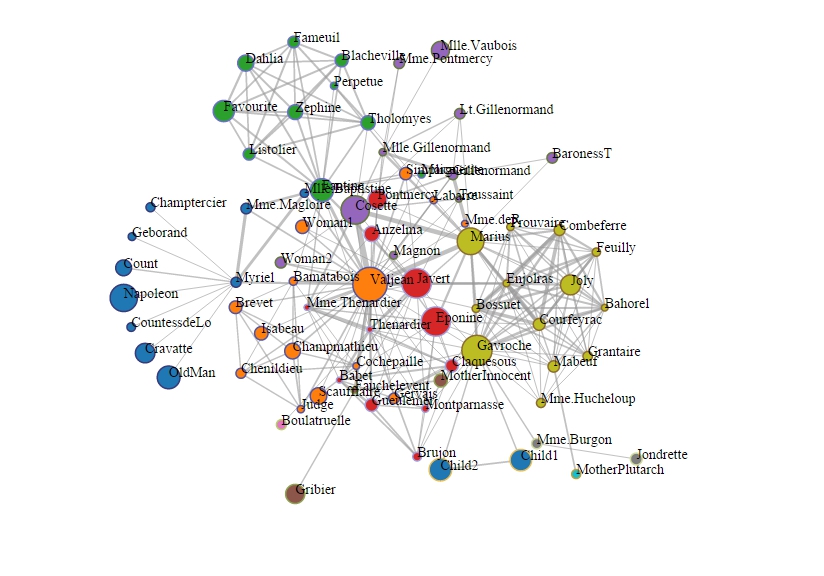 Fameuil
Mlle.Vaubois
Dahlia
Blacheville
Mme.Pontmercy
Perpetue
Favourite
Zephine
Lt.Gillenormand
Tholomyes
Listolier
Mlle.Gillenormand
BaronessT
Simplice
Marguerite
Gillenormand
Fantine
Mlle.Baptistine
Pontmercy
Labarre
Toussaint
Champtercier
Mme.Magloire
Cosette
Woman1
Anzelma
Mme.deR
Prouvaire
Combeferre
Geborand
Marius
Feuilly
Magnon
Count
Woman2
Myriel
Bamatabois
Valjean
Javert
Enjolras
Joly
Napoleon
Brevet
Mme.Thenardier
Bossuet
Bahorel
CountessdeLo
Isabeau
Thenardier
Eponine
Courfeyrac
Cravatte
Champmathieu
Gavroche
Grantaire
OldMan
Chenildieu
Cochepaille
Claquesous
Mabeuf
Babet
MotherInnocent
Fauchelevent
Scaufflaire
Gervais
Gueulemer
Montparnasse
Mme.Hucheloup
Judge
Boulatruelle
Mme.Burgon
Brujon
Child2
Child1
Jondrette
MotherPlutarch
Gribier